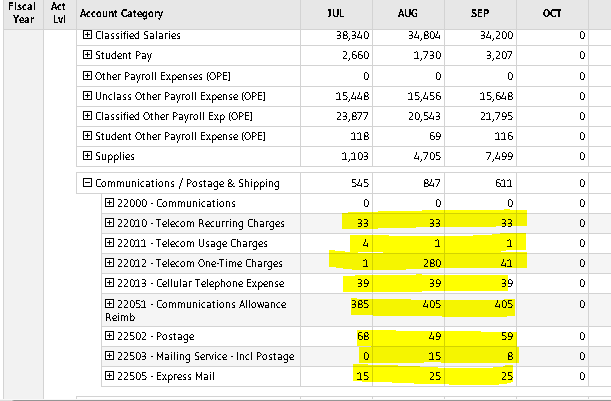 Fiscal Year Act Lvl Account Category JUL AUG SEP OCT
Classified Salaries 38,340 34,804 34,200 0
Student Pay 2,660 1,730 3,207 0
Other Payroll Expenses (OPE) 0 0 0 0
Unclass Other Payroll Expense (OPE) 15,448 15,456 15,648 0
Classified Other Payroll Exp (OPE) 23,877 20,543 21,795 0
Student Other Payroll Expense (OPE) 118 69 116 0
Supplies 1,103 4,705 7,499 0
Communications / Postage & Shipping 545 847 611 0
22000 - Communications 0 0 0 0
22010 - Telecom Recurring Charges 33 33 33 0
22011 - Telecom Usage Charges 4 1 1 0
22012 - Telecom One-Time Charges 1 280 41 0
22013 - Cellular Telephone Expense 39 39 39 0
22051 - Communications Allowance 385 405 405 0
Reimb
22502 - Postage 68 49 59 0
22503 - Mailing Service - Incl Postage 0 15 8 0
22505 - Express Mail 15 25 25 0